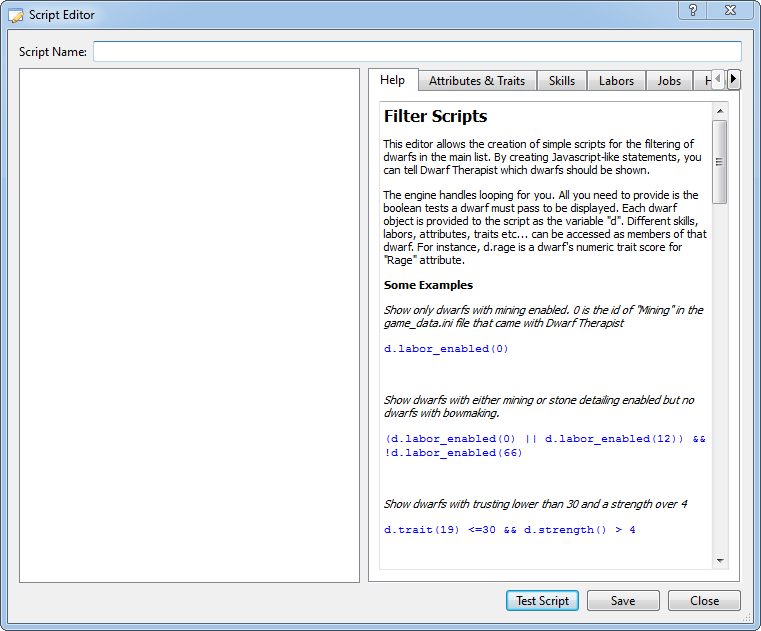 Script Editor
Script Name:
Help
Attributes & Traits
Skills
Labors
Jobs
Filter Scripts
This editor allows the creation of simple scripts for the filtering of
dwarfs in the main list. By creating Javascript-like statements, you
can tell Dwarf Therapist which dwarfs should be shown.
The engine handles looping for you. All you need to provide is the
boolean tests a dwarf must pass to be displayed. Each dwarf
object is provided to the script as the variable "d". Different skills,
labors, attributes, traits etc... can be accessed as members of that
dwarf. For instance, d.rage is a dwarf's numeric trait score for
"Rage" attribute.
Some Examples
Show only dwarfs with mining enabled. 0 is the id of "Mining" in the
game_data.ini file that came with Dwarf Therapist
d.labor_enabled(0)
Show dwarfs with either mining or stone detailing enabled but no
dwarfs with bowmaking.
(d.labor_enabled(0) || d.labor_enabled(12)) &&
!d.labor_enabled(66)
Show dwarfs with trusting lower than 30 and a strength over 4
d.trait(19) <=30 && d.strength() > 4
Test Script
Save
Close